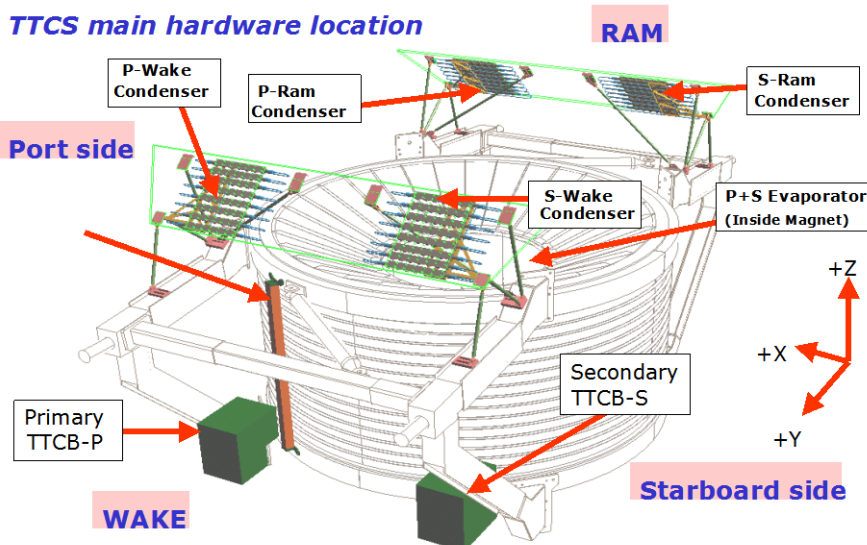 TTCS main hardware location
RAM
P-Wake
Condenser
P-Ram
Condenser
S-Ram
Condenser
Port side
S-Wake
Condenser
P+S Evaporator
(Inside Magnet)
+Z
+X
+Y
Secondary
TTCB-S
Primary
TTCB-P
WAKE
Starboard side